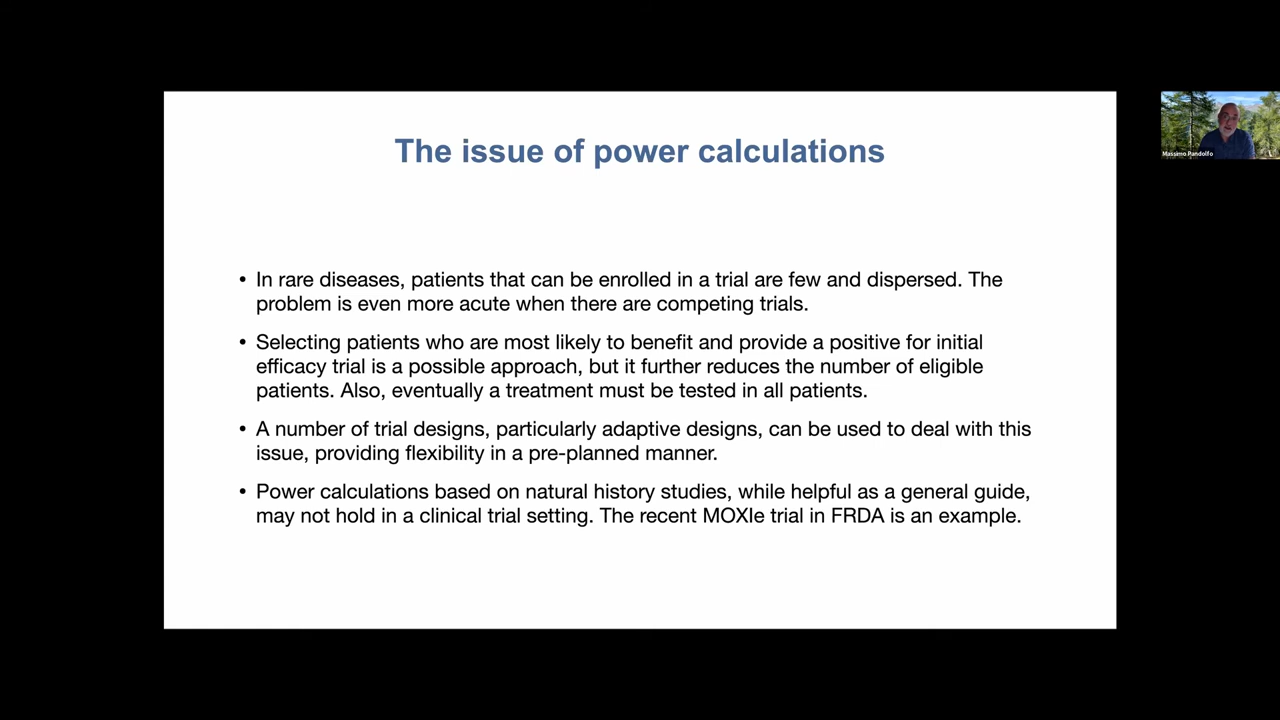 The issue of power calculations
Massimo Pandolfo
• In rare diseases, patients that can be enrolled in a trial are few and dispersed. The
problem is even more acute when there are competing trials.
• Selecting patients who are most likely to benefit and provide a positive for initial
efficacy trial is a possible approach, but it further reduces the number of eligible
patients. Also, eventually a treatment must be tested in all patients.
• A number of trial designs, particularly adaptive designs, can be used to deal with this
issue, providing flexibility in a pre-planned manner.
• Power calculations based on natural history studies, while helpful as a general guide,
may not hold in a clinical trial setting. The recent MOXIe trial in FRDA is an example.